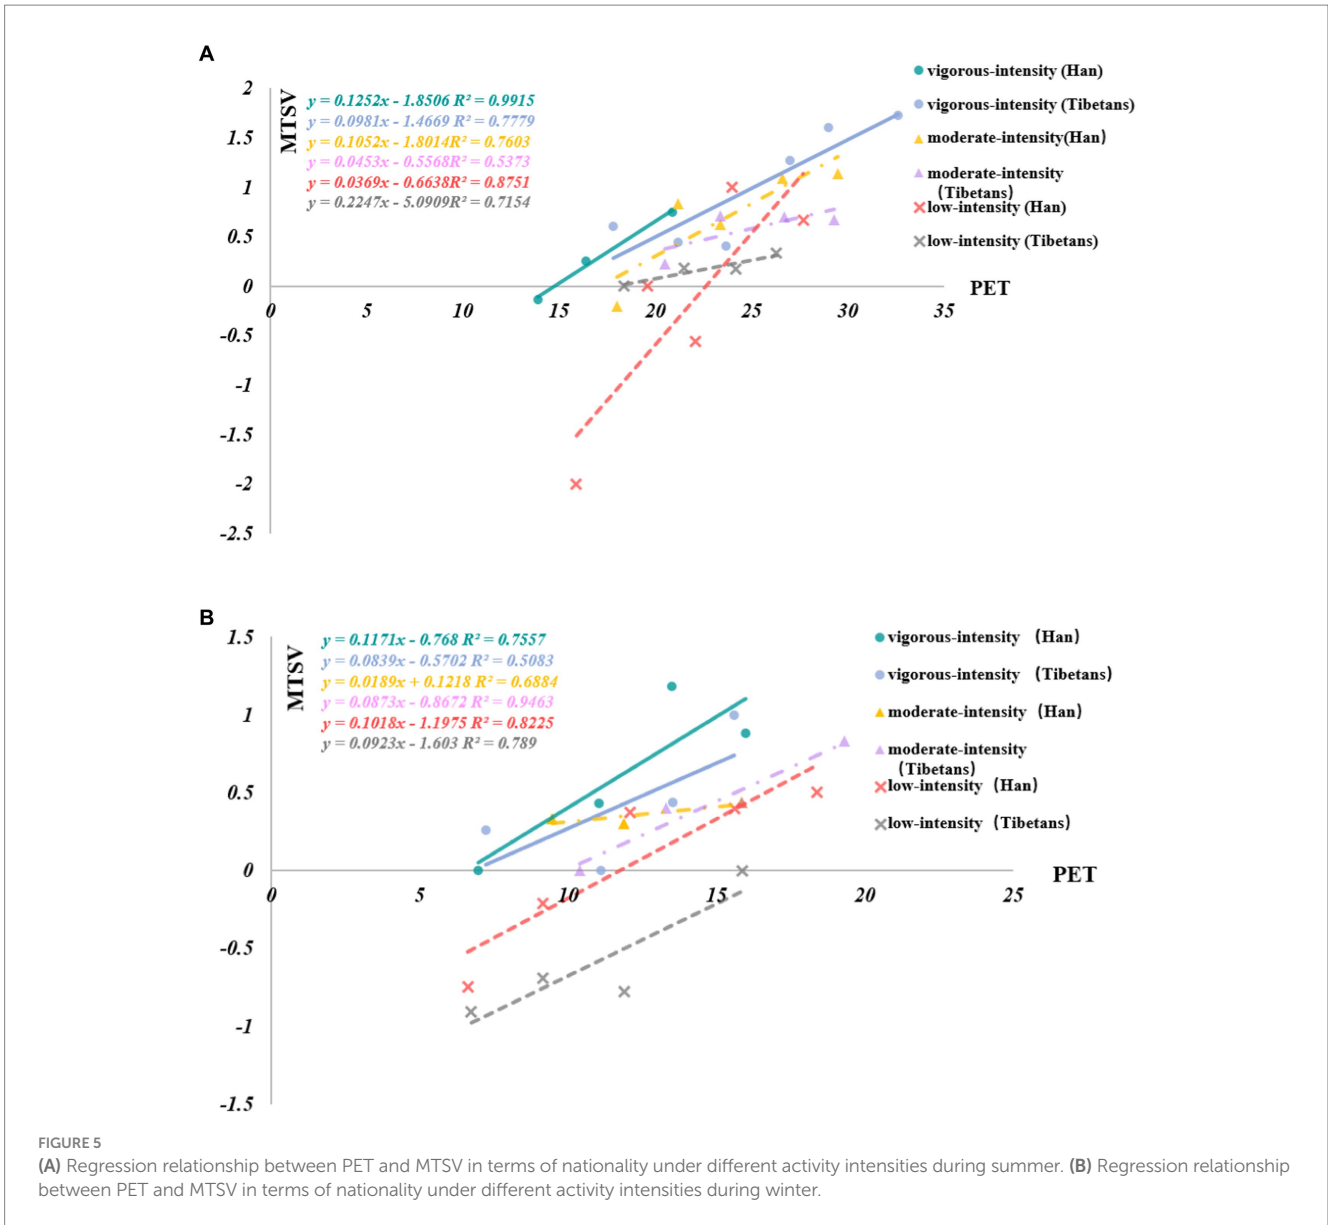 A
2
1.5
1
0.5
0
-0.5
-1
-1.5
-2
-2.5
MTSV
y = 0.1252x - 1.8506 R² = 0.9915
y = 0.0981x - 1.4669 R² = 0.7779
y = 0.1052x - 1.8014R² = 0.7603
y = 0.0453x - 0.5568R² = 0.5373
y = 0.0369x - 0.6638R² = 0.8751
y = 0.2247x - 5.0909R² = 0.7154
0 5 10 15 20 25 30 35
PET
vigorous-intensity (Han)
vigorous-intensity (Tibetans)
moderate-intensity(Han）
moderate-intensity
（Tibetans）
low-intensity (Han)
low-intensity (Tibetans)
B
1.5
1
0.5
0
-0.5
-1
-1.5
MTSV
y = 0.1171x - 0.768 R² = 0.7557
y = 0.0839x - 0.5702 R² = 0.5083
y = 0.0189x + 0.1218 R² = 0.6884
y = 0.0873x - 0.8672 R² = 0.9463
y = 0.1018x - 1.1975 R² = 0.8225
y = 0.0923x - 1.603 R² = 0.789
0 5 10 15 20 25
PET
vigorous-intensity （Han）
vigorous-intensity （Tibetans）
moderate-intensity （Han）
moderate-intensity
（Tibetans）
low-intensity （Han）
low-intensity （Tibetans）
FIGURE 5
(A) Regression relationship between PET and MTSV in terms of nationality under different activity intensities during summer. (B) Regression relationship
between PET and MTSV in terms of nationality under different activity intensities during winter.